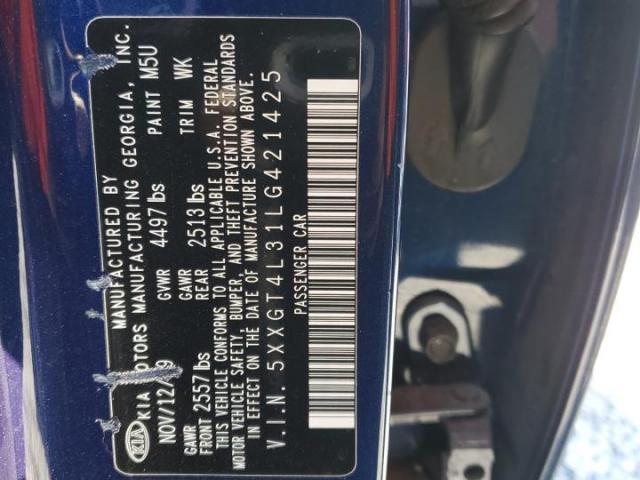 KIA
MANUFACTURED BY
KIA MOTORS MANUFACTURING GEORGIA, INC.
NOV/12/19 GVWR 4497 lbs PAINT M5U
GAWR GAWR
FRONT 2557 lbs REAR 2513 lbs TRIM WK
THIS VEHICLE CONFORMS TO ALL APPLICABLE U.S.A. FEDERAL
MOTOR VEHICLE SAFETY, BUMPER, AND THEFT PREVENTION STANDARDS
IN EFFECT ON THE DATE OF MANUFACTURE SHOWN ABOVE.
V.I.N. 5XXGT4L31LG421425
PASSENGER CAR